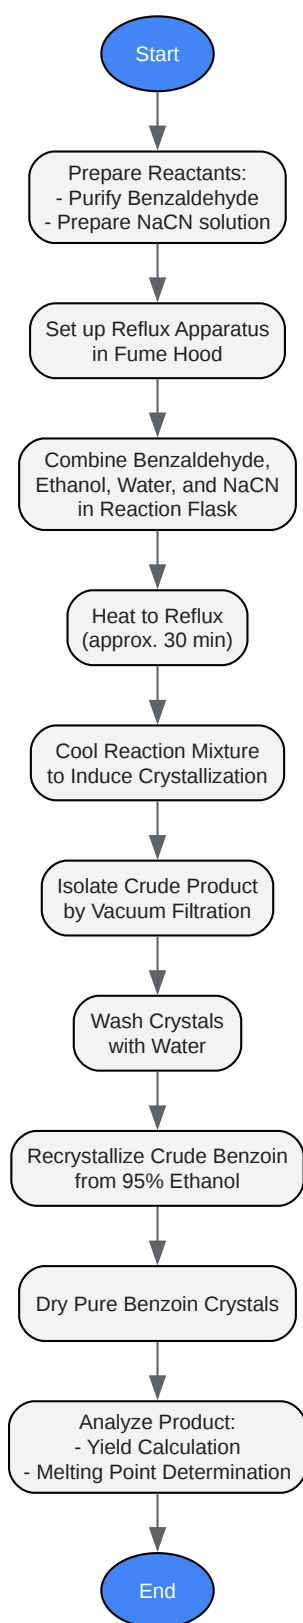 Start
Prepare Reactants:
- Purify Benzaldehyde
- Prepare NaCN solution
Set up Reflux Apparatus
in Fume Hood
Combine Benzaldehyde,
Ethanol, Water, and NaCN
in Reaction Flask
Heat to Reflux
(approx. 30 min)
Cool Reaction Mixture
to Induce Crystallization
Isolate Crude Product
by Vacuum Filtration
Wash Crystals
with Water
Recrystallize Crude Benzoin
from 95% Ethanol
Dry Pure Benzoin Crystals
Analyze Product:
- Yield Calculation
- Melting Point Determination
End